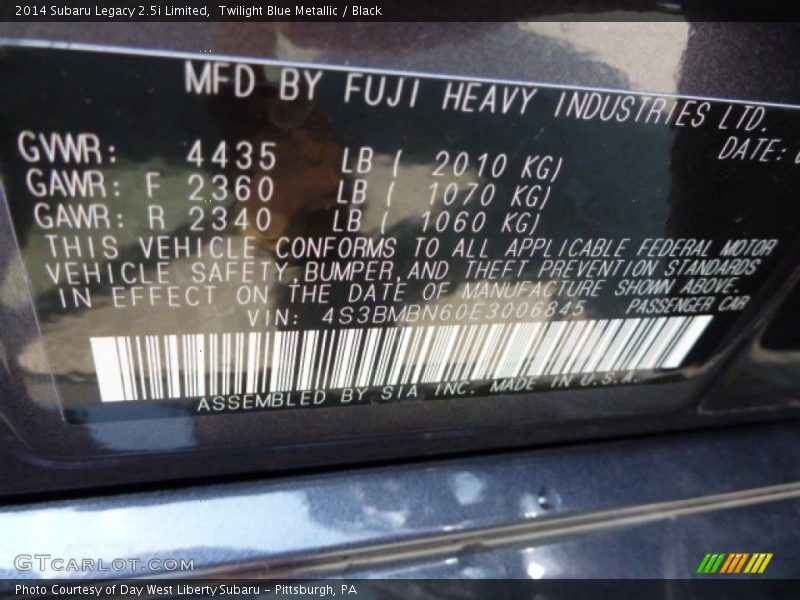 2014 Subaru Legacy 2.5i Limited, Twilight Blue Metallic / Black
MFD BY FUJI HEAVY INDUSTRIES LTD.
DATE:
GVWR: 4435 LB ( 2010 KG)
GAWR: F 2360 LB ( 1070 KG)
GAWR: R 2340 LB ( 1060 KG)
THIS VEHICLE CONFORMS TO ALL APPLICABLE FEDERAL MOTOR
VEHICLE SAFETY,BUMPER,AND THEFT PREVENTION STANDARDS
IN EFFECT ON THE DATE OF MANUFACTURE SHOWN ABOVE.
VIN: 4S3BMBN60E3006845 PASSENGER CAR
ASSEMBLED BY SIA INC. MADE IN U.S.A.
GTCARLOT.COM
Photo Courtesy of Day West Liberty Subaru - Pittsburgh, PA